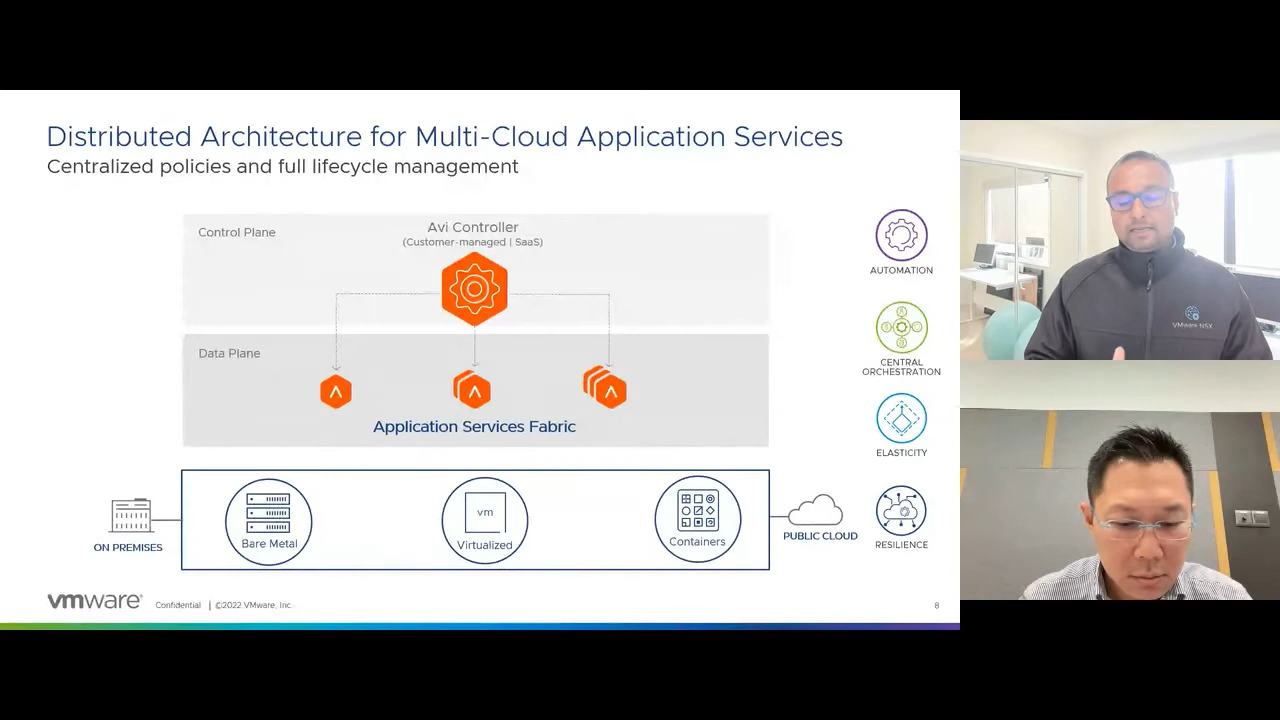 Distributed Architecture for Multi-Cloud Application Services
Centralized policies and full lifecycle management
Control Plane
Avi Controller
(Customer-managed | SaaS)
Data Plane
Application Services Fabric
ON PREMISES
Bare Metal
vm
Virtualized
Containers
PUBLIC CLOUD
AUTOMATION
CENTRAL
ORCHESTRATION
ELASTICITY
RESILIENCE
vmware
Confidential | ©2022 VMware, Inc.
8
VMware NSX